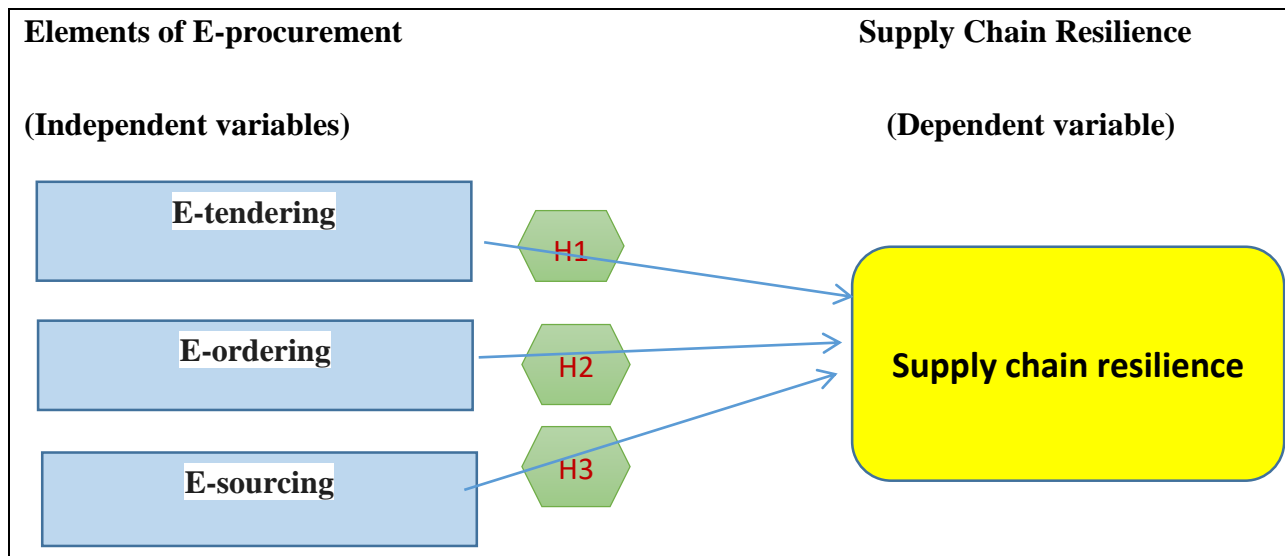 Elements of E-procurement
Supply Chain Resilience
(Independent variables)
(Dependent variable)
E-tendering
H1
E-ordering
H2
Supply chain resilience
E-sourcing
H3